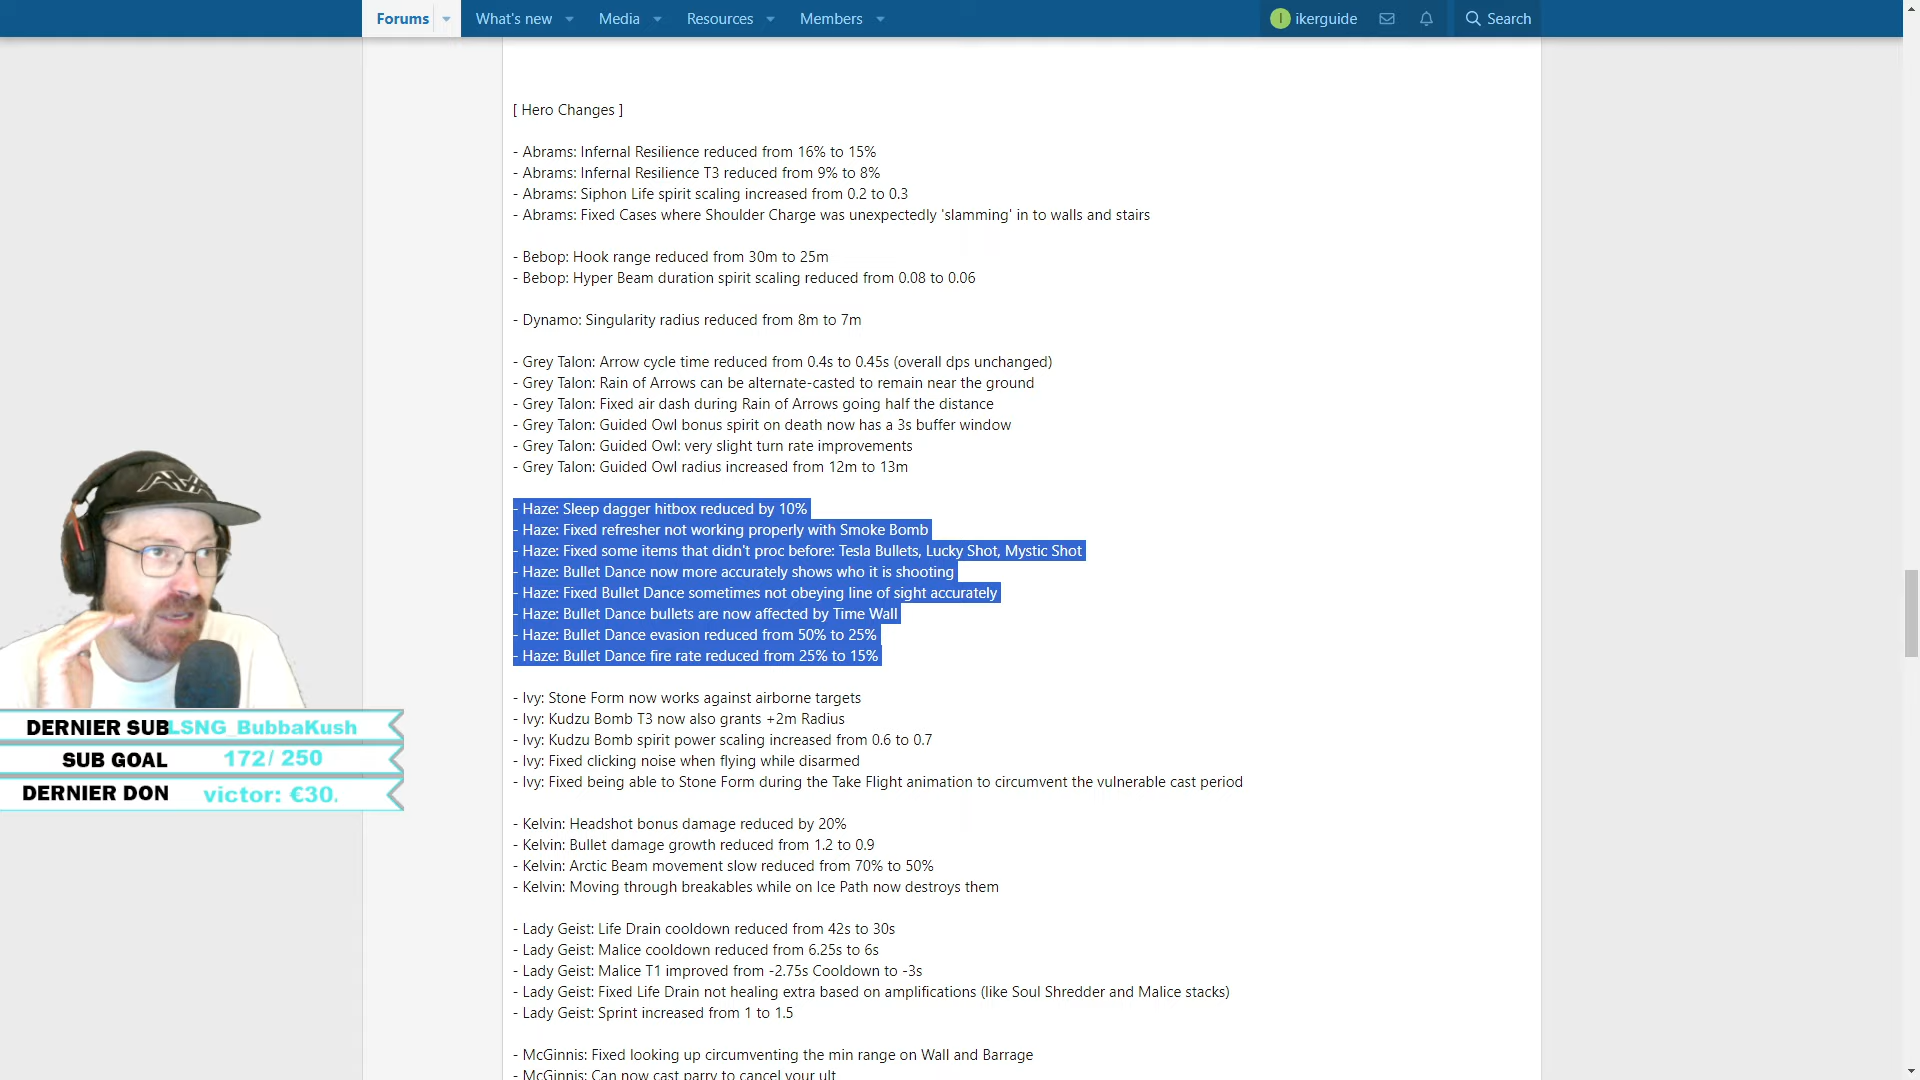 Forums
What's new
Media
Resources
Members
I ikerguide
Search
[ Hero Changes ]
- Abrams: Infernal Resilience reduced from 16% to 15%
- Abrams: Infernal Resilience T3 reduced from 9% to 8%
- Abrams: Siphon Life spirit scaling increased from 0.2 to 0.3
- Abrams: Fixed Cases where Shoulder Charge was unexpectedly 'slamming' in to walls and stairs
- Bebop: Hook range reduced from 30m to 25m
- Bebop: Hyper Beam duration spirit scaling reduced from 0.08 to 0.06
- Dynamo: Singularity radius reduced from 8m to 7m
- Grey Talon: Arrow cycle time reduced from 0.4s to 0.45s (overall dps unchanged)
- Grey Talon: Rain of Arrows can be alternate-casted to remain near the ground
- Grey Talon: Fixed air dash during Rain of Arrows going half the distance
- Grey Talon: Guided Owl bonus spirit on death now has a 3s buffer window
- Grey Talon: Guided Owl: very slight turn rate improvements
- Grey Talon: Guided Owl radius increased from 12m to 13m
- Haze: Sleep dagger hitbox reduced by 10%
- Haze: Fixed refresher not working properly with Smoke Bomb
- Haze: Fixed some items that didn't proc before: Tesla Bullets, Lucky Shot, Mystic Shot
- Haze: Bullet Dance now more accurately shows who it is shooting
- Haze: Fixed Bullet Dance sometimes not obeying line of sight accurately
- Haze: Bullet Dance bullets are now affected by Time Wall
- Haze: Bullet Dance evasion reduced from 50% to 25%
- Haze: Bullet Dance fire rate reduced from 25% to 15%
- Ivy: Stone Form now works against airborne targets
- Ivy: Kudzu Bomb T3 now also grants +2m Radius
- Ivy: Kudzu Bomb spirit power scaling increased from 0.6 to 0.7
- Ivy: Fixed clicking noise when flying while disarmed
- Ivy: Fixed being able to Stone Form during the Take Flight animation to circumvent the vulnerable cast period
- Kelvin: Headshot bonus damage reduced by 20%
- Kelvin: Bullet damage growth reduced from 1.2 to 0.9
- Kelvin: Arctic Beam movement slow reduced from 70% to 50%
- Kelvin: Moving through breakables while on Ice Path now destroys them
- Lady Geist: Life Drain cooldown reduced from 42s to 30s
- Lady Geist: Malice cooldown reduced from 6.25s to 6s
- Lady Geist: Malice T1 improved from -2.75s Cooldown to -3s
- Lady Geist: Fixed Life Drain not healing extra based on amplifications (like Soul Shredder and Malice stacks)
- Lady Geist: Sprint increased from 1 to 1.5
- McGinnis: Fixed looking up circumventing the min range on Wall and Barrage
- McGinnis: Can now cast parry to cancel your ult
DERNIER SUB LSNG_BubbaKush
SUB GOAL 172/ 250
DERNIER DON victor: €30.